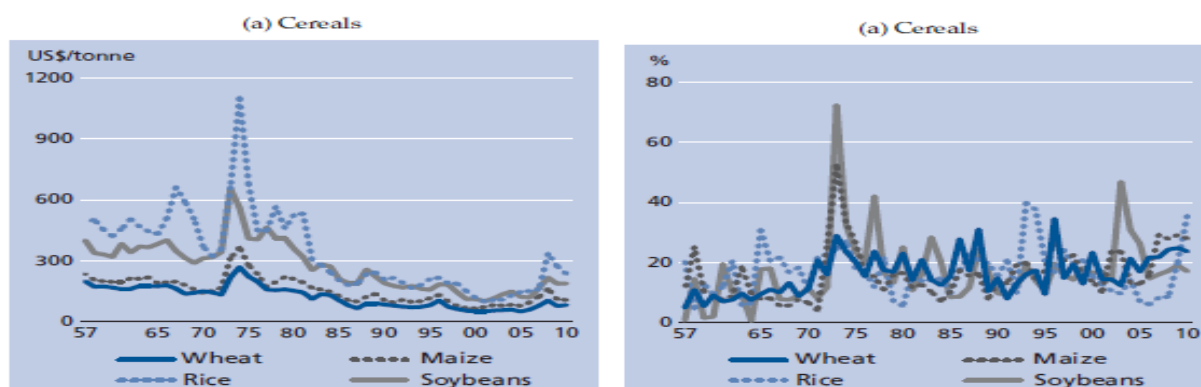 (a) Cereals
US$/tonne
1200
900
600
300
0
57 65 70 75 80 85 90 95 00 05 10
Wheat Maize
Rice Soybeans
(a) Cereals
%
80
60
40
20
0
57 65 70 75 80 85 90 95 00 05 10
Wheat Maize
Rice Soybeans